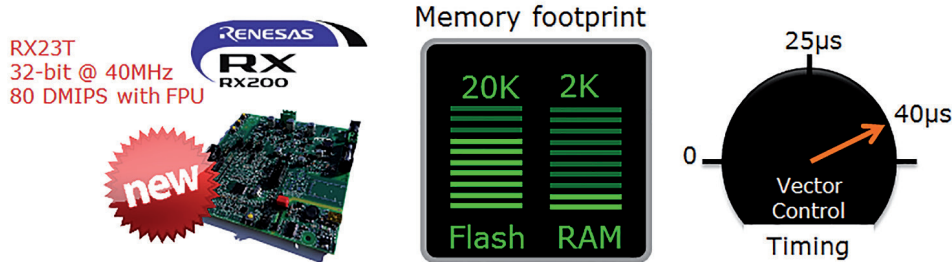 RX23T
32-bit @ 40MHz
80 DMIPS with FPU
RENESAS
RX
RX200
new
Memory footprint
20K 2K
Flash RAM
25µs
40µs
0
Vector
Control
Timing